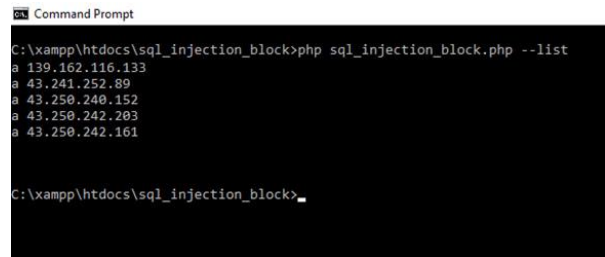 Command Prompt
C:\xampp\htdocs\sql_injection_block>php sql_injection_block.php --list
a 139.162.116.133
a 43.241.252.89
a 43.250.240.152
a 43.250.242.203
a 43.250.242.161
C:\xampp\htdocs\sql_injection_block>